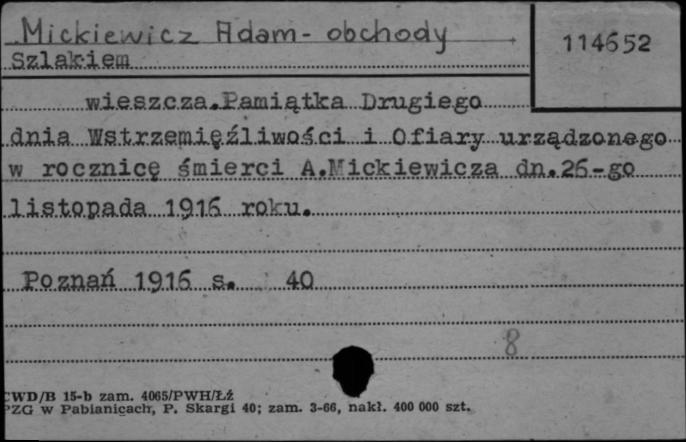 Mickiewicz Adam - obchody
114652
Szlakiem
wieszcza.Pamiątka Drugiego
dnia Wstrzemięźliwości i Ofiary urządzonego
w rocznicę śmierci A.Mickiewicza dn.26-go
listopada 1916 roku.
Poznań 1916 s. 40
8
CWD/B 15-b zam. 4065/PWH/Łź
PZG w Pabianicach, P. Skargi 40; zam. 3-66, nakł. 400 000 szt.